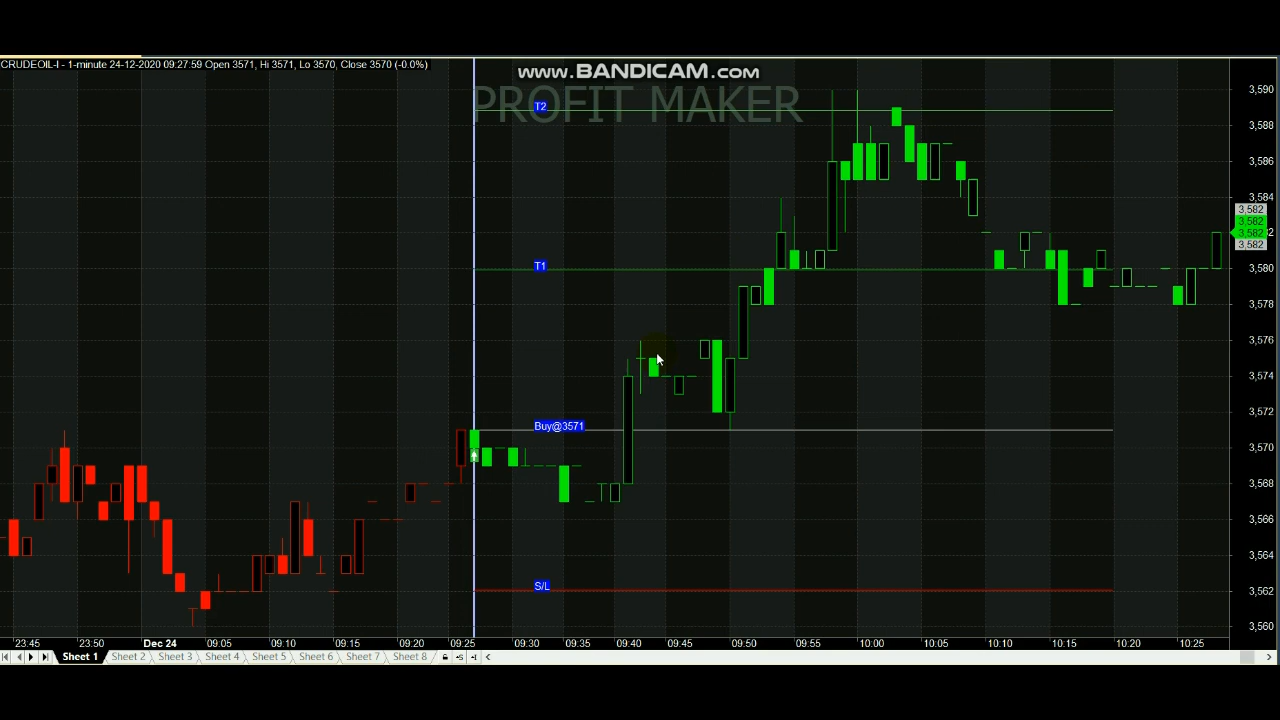 www.BANDICAM.com
CRUDEOIL-I - 1-minute 24-12-2020 09:27:59 Open 3571, Hi 3571, Lo 3570, Close 3570 (-0.0%)
PROFIT MAKER
T2
T1
Buy@3571
S/L
3,590
3,588
3,586
3,584
3,582
3,582
3,582
3,582
3,580
3,578
3,576
3,574
3,572
3,570
3,568
3,566
3,564
3,562
3,560
23:45 23:50 Dec 24 09:05 09:10 09:15 09:20 09:25 09:30 09:35 09:40 09:45 09:50 09:55 10:00 10:05 10:10 10:15 10:20 10:25
Sheet 1 Sheet 2 Sheet 3 Sheet 4 Sheet 5 Sheet 6 Sheet 7 Sheet 8